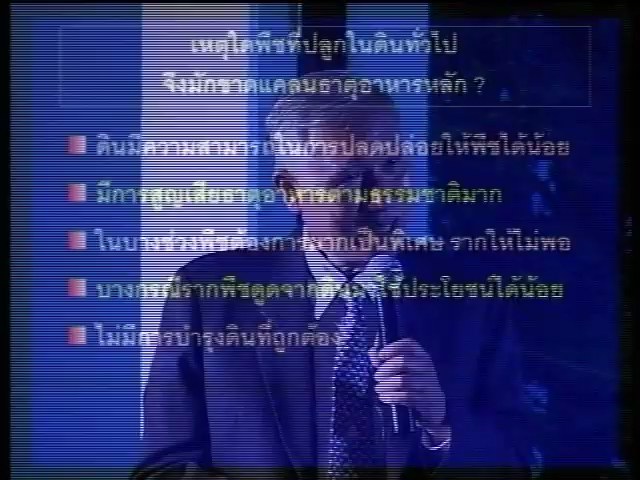 เหตุใดพืชที่ปลูกในดินทั่วไป
จึงมักขาดแคลนธาตุอาหารหลัก ?
ดินมีความสามารถในการปลดปล่อยให้พืชได้น้อย
มีการสูญเสียธาตุอาหารตามธรรมชาติมาก
ในบางช่วงพืชต้องการมากเป็นพิเศษ รากให้ไม่พอ
บางกรณีรากพืชดูดจากดินมาใช้ประโยชน์ได้น้อย
ไม่มีการบำรุงดินที่ถูกต้อง